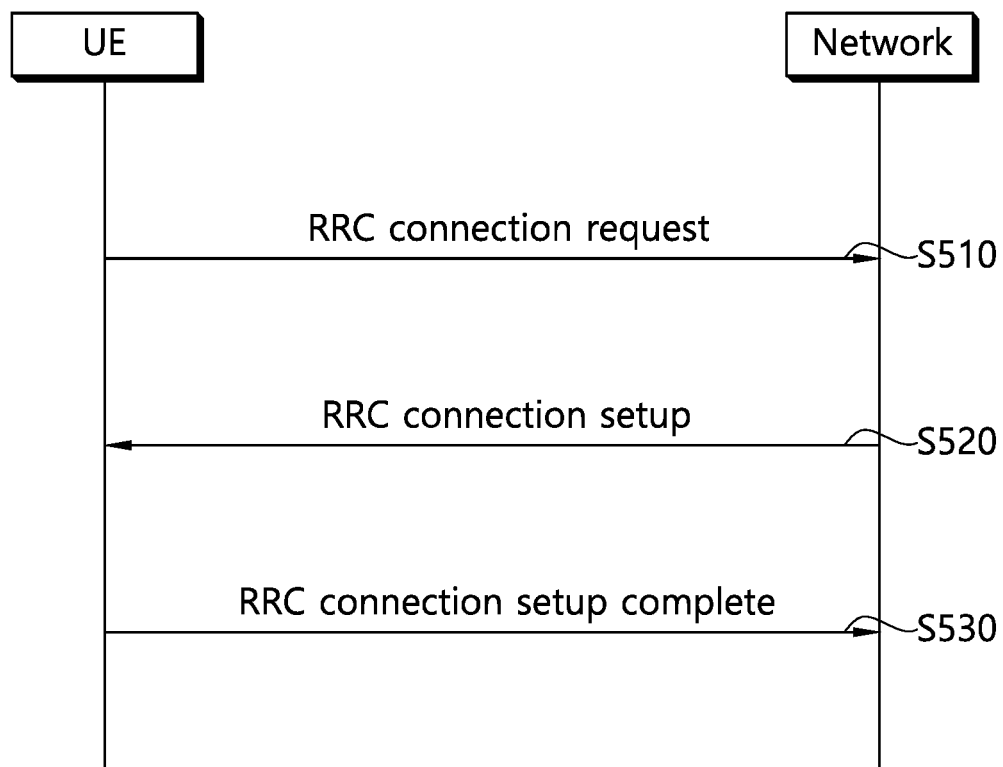 UE
Network
RRC connection request
S510
RRC connection setup
S520
RRC connection setup complete
S530